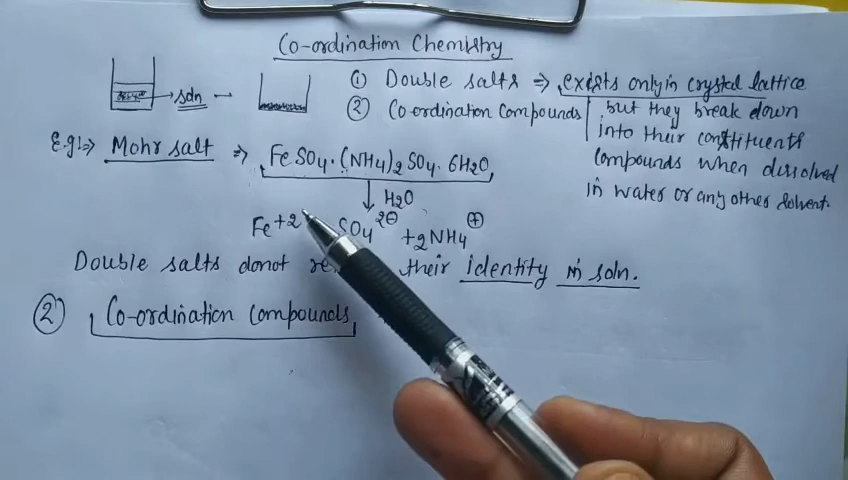 Co-ordination Chemistry
→ soln →
① Double salts ⇒ exists only in crystal lattice
② Co-ordination Compounds
but they break down
into their constituents
compounds when dissolved
in water or any other solvent.
E.g1⇒ Mohr salt ⇒ FeSO4·(NH4)2SO4·6H2O
↓ H2O
Fe+2 SO4 2⊖ +2NH4 ⊕
Double salts donot their identity in soln.
② Co-ordination Compounds